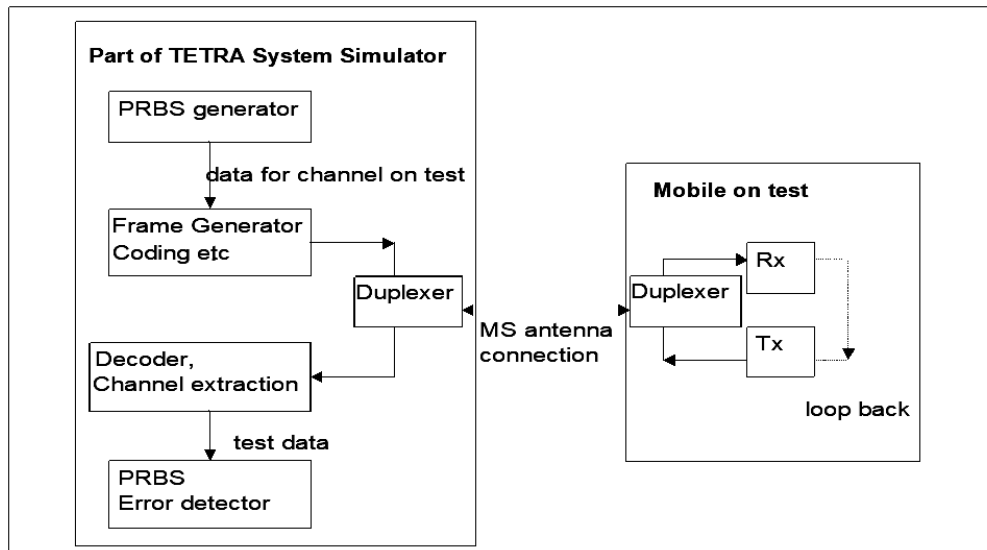 Part of TETRA System Simulator
PRBS generator
data for channel on test
Frame Generator
Coding etc
Duplexer
Decoder,
Channel extraction
test data
PRBS
Error detector
MS antenna
connection
Mobile on test
Rx
Duplexer
Tx
loop back